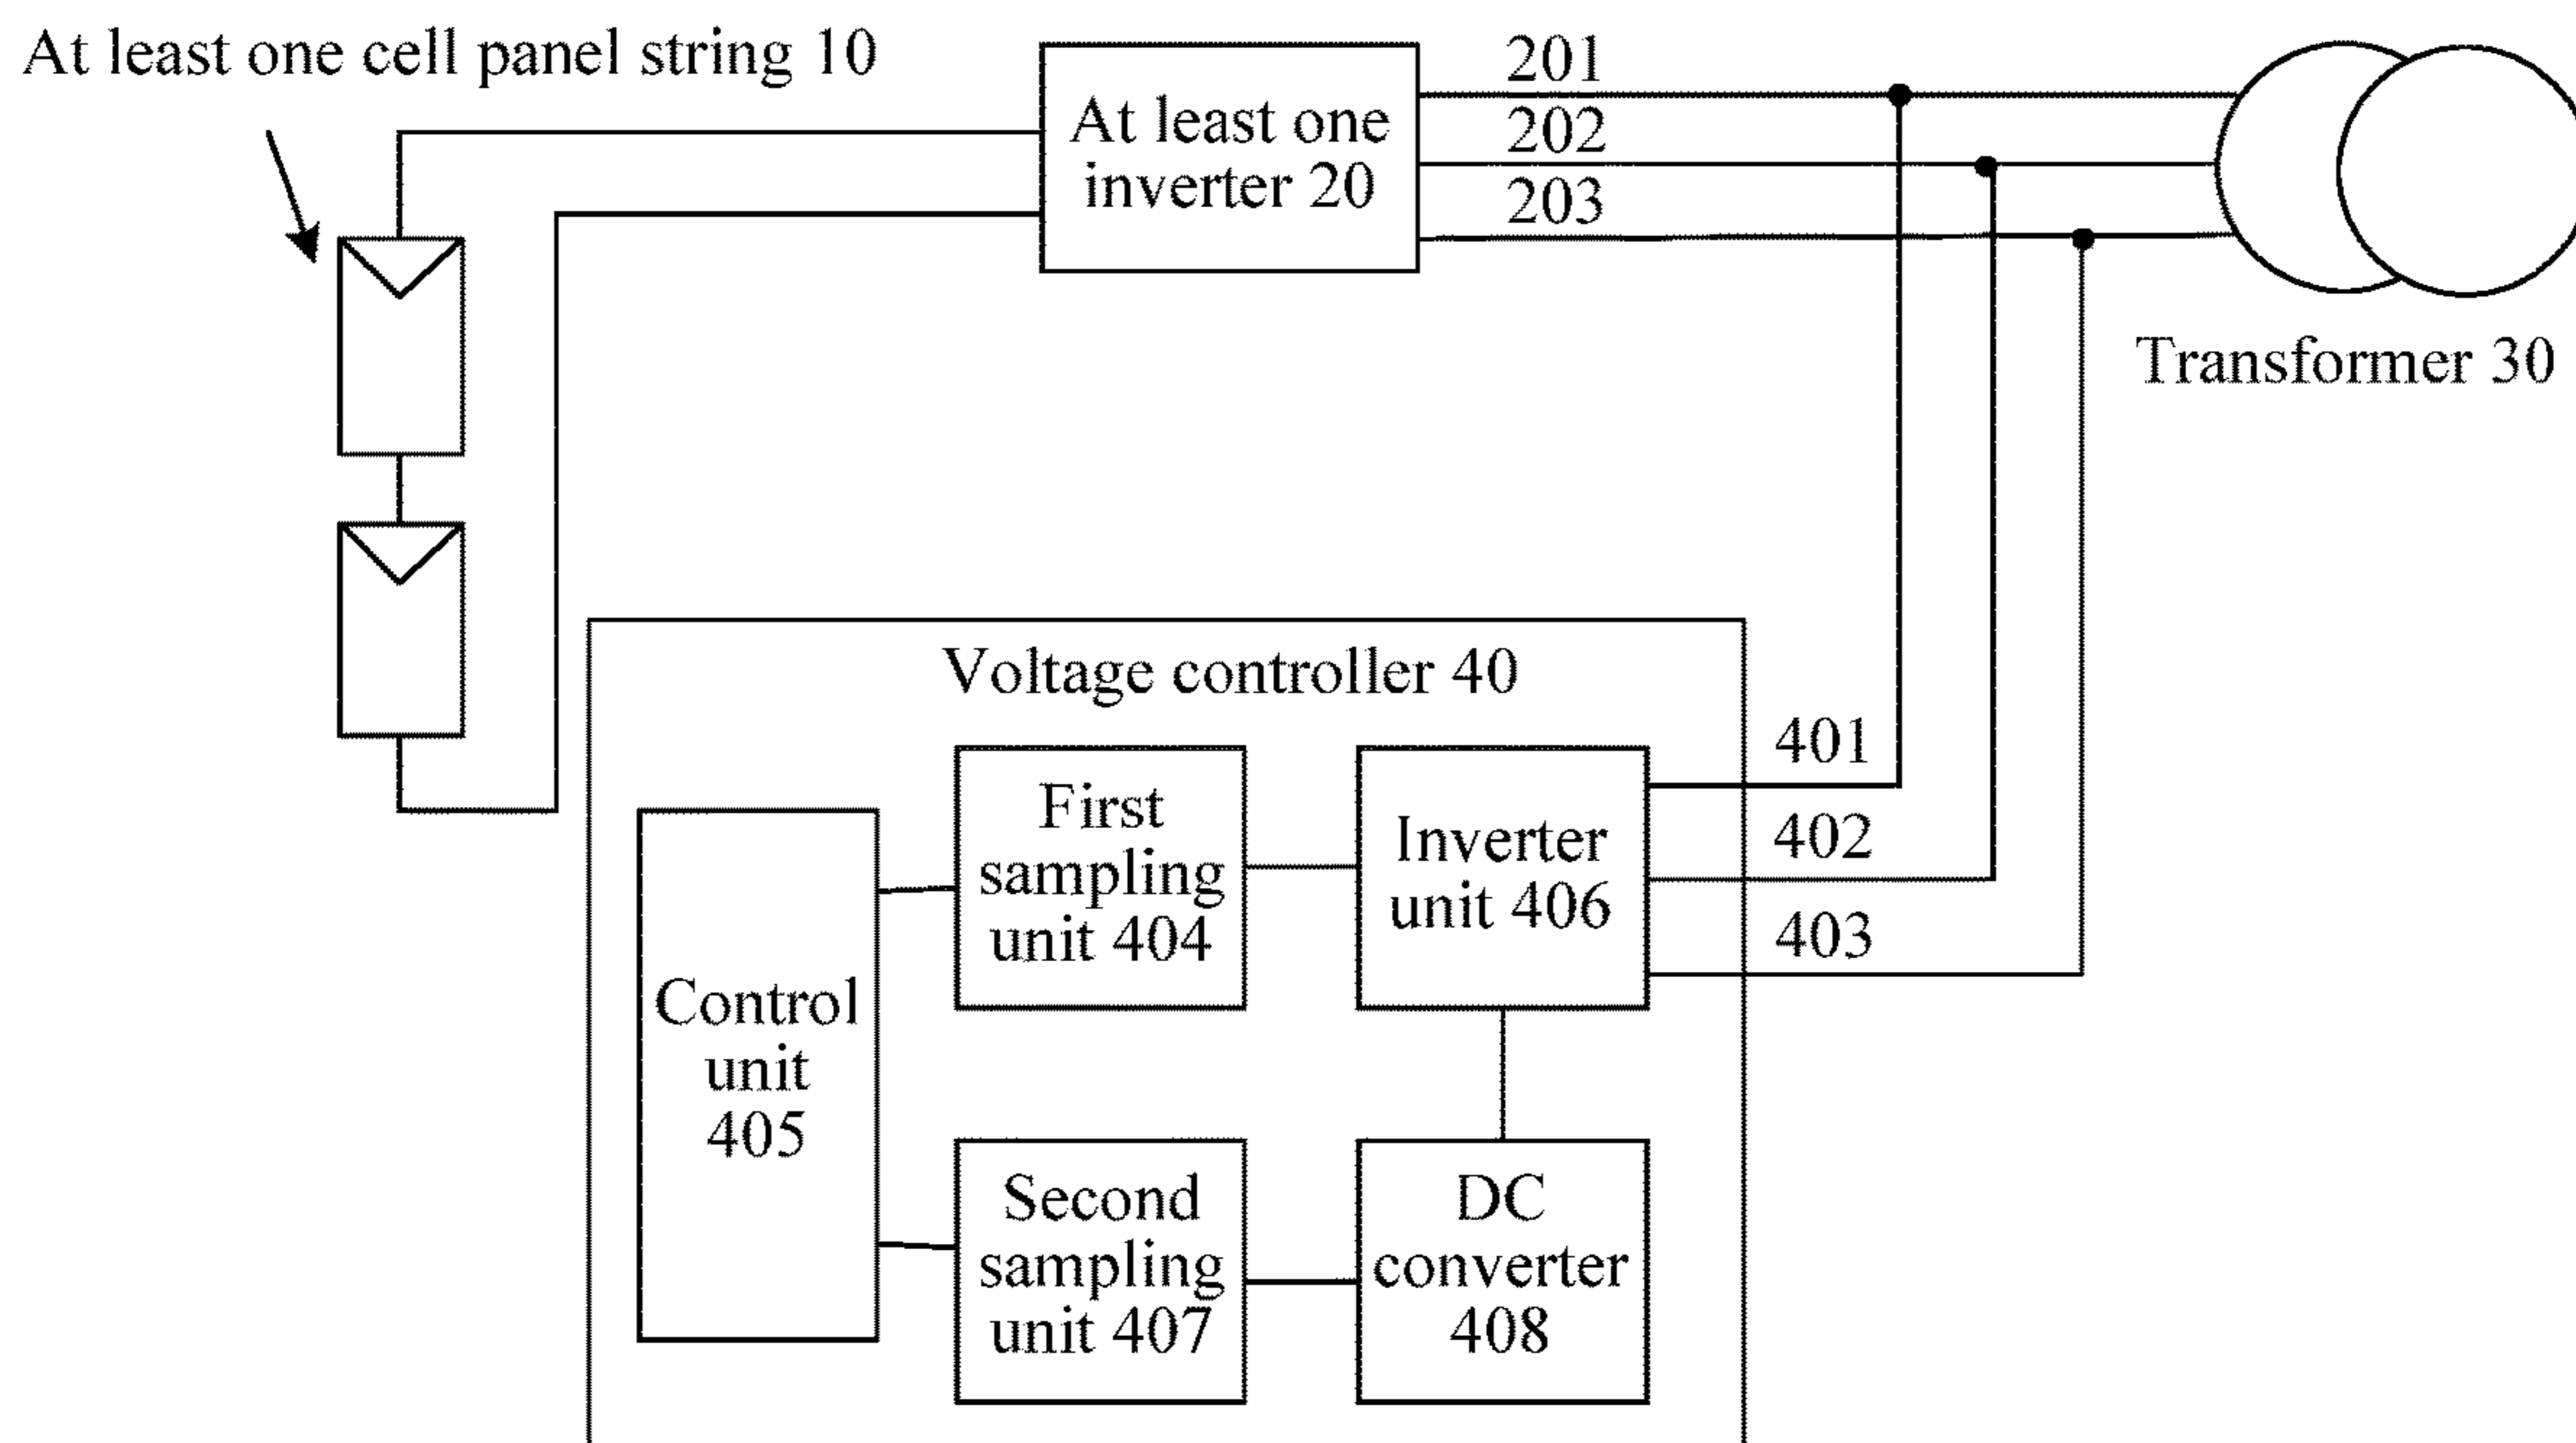 At least one cell panel string 10
At least one
inverter 20
201
202
203
Transformer 30
Voltage controller 40
401
402
403
First
sampling
unit 404
Inverter
unit 406
Control
unit
405
Second
sampling
unit 407
DC
converter
408